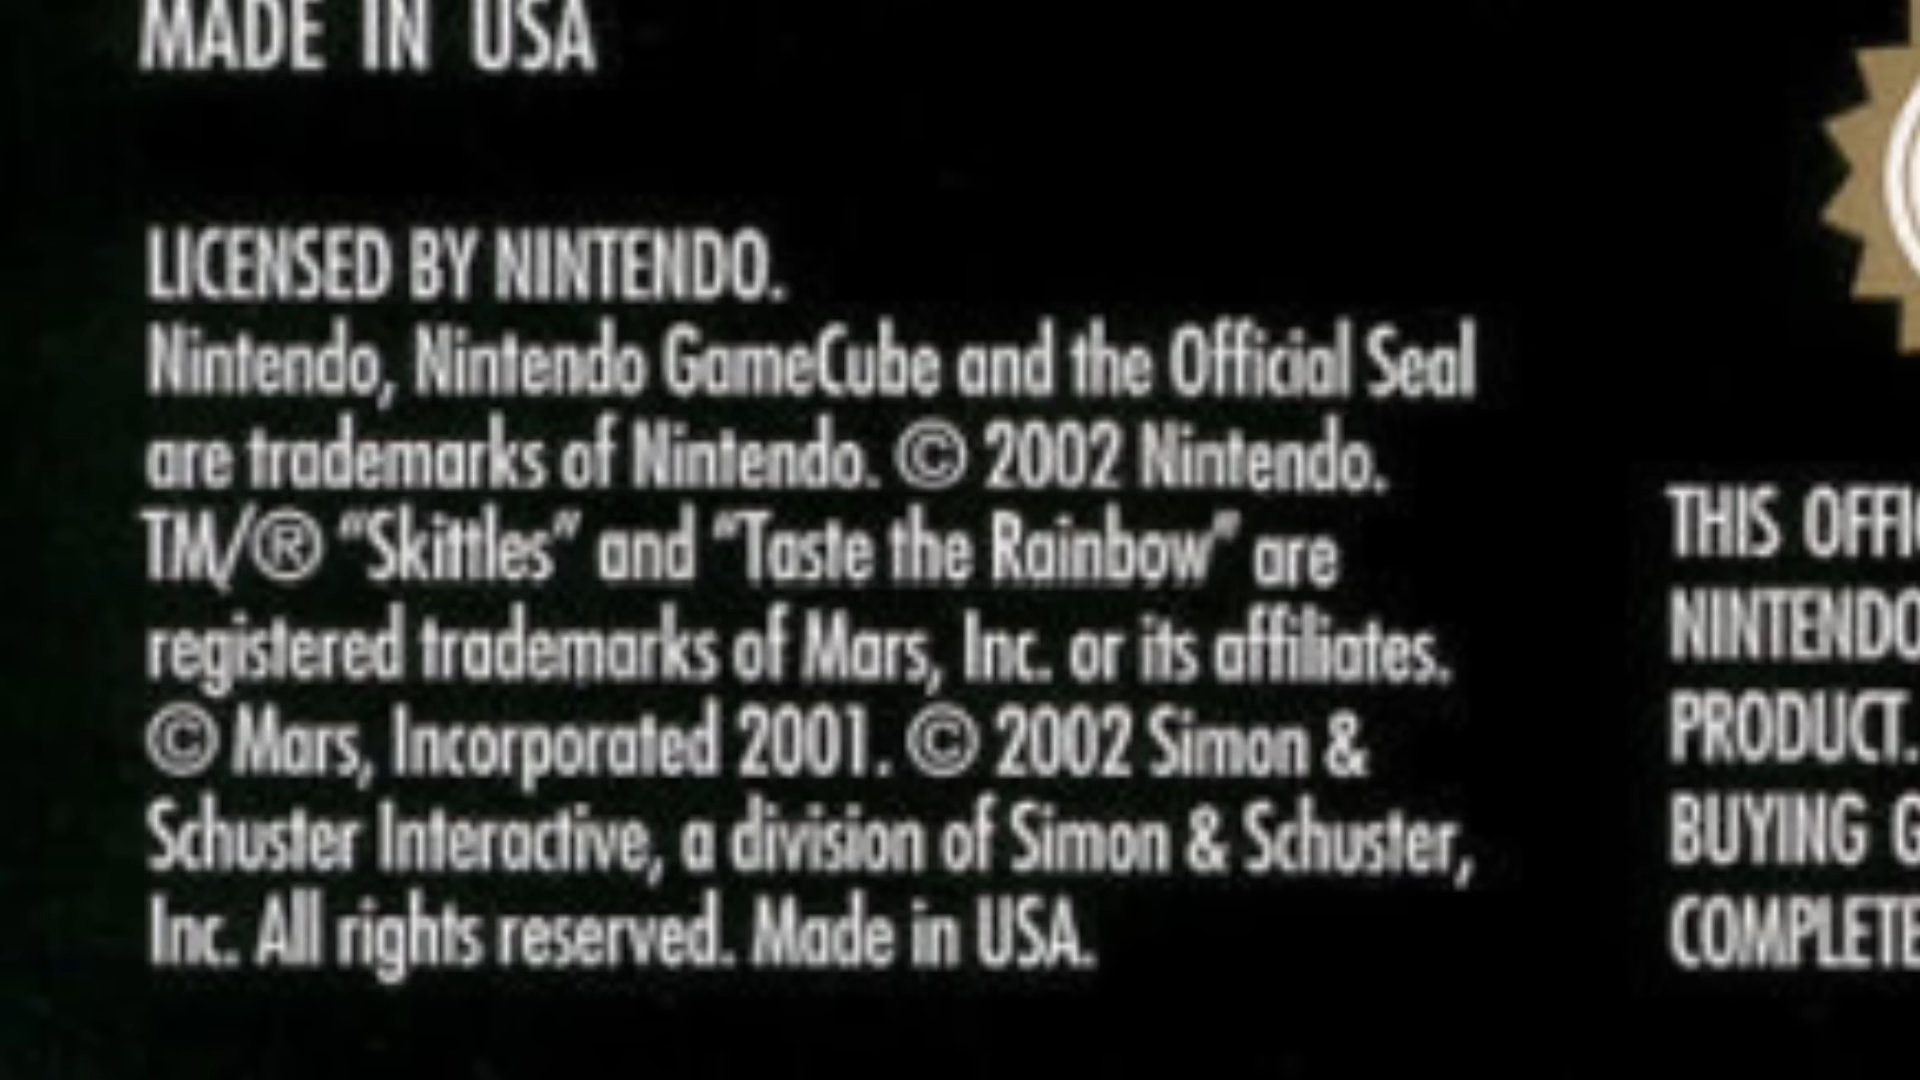 MADE IN USA
LICENSED BY NINTENDO.
Nintendo, Nintendo GameCube and the Official Seal
are trademarks of Nintendo. © 2002 Nintendo.
TM/® “Skittles” and “Taste the Rainbow” are
registered trademarks of Mars, Inc. or its affiliates.
© Mars, Incorporated 2001. © 2002 Simon &
Schuster Interactive, a division of Simon & Schuster,
Inc. All rights reserved. Made in USA.
THIS
NINTENDO
PRODUCT.
BUYING
COMPLETE